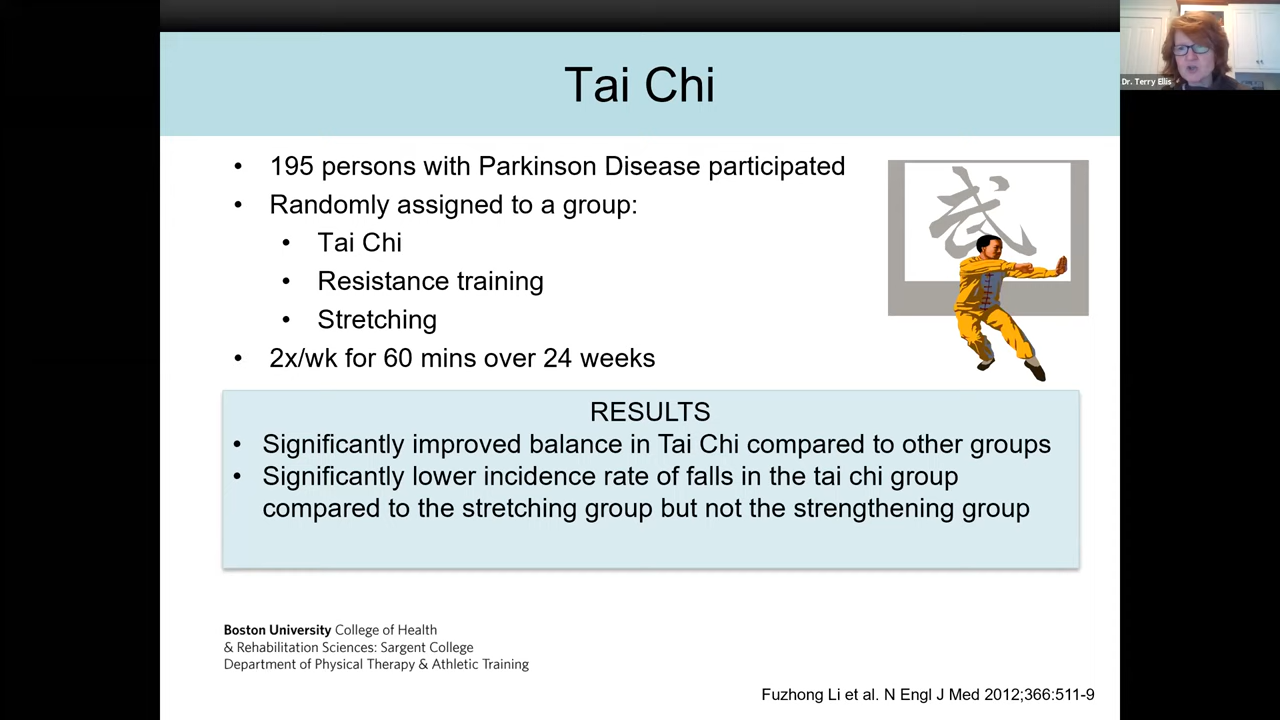 Tai Chi
Dr. Terry Ellis
• 195 persons with Parkinson Disease participated
• Randomly assigned to a group:
• Tai Chi
• Resistance training
• Stretching
• 2x/wk for 60 mins over 24 weeks
武
RESULTS
• Significantly improved balance in Tai Chi compared to other groups
• Significantly lower incidence rate of falls in the tai chi group
compared to the stretching group but not the strengthening group
Boston University College of Health
& Rehabilitation Sciences: Sargent College
Department of Physical Therapy & Athletic Training
Fuzhong Li et al. N Engl J Med 2012;366:511-9